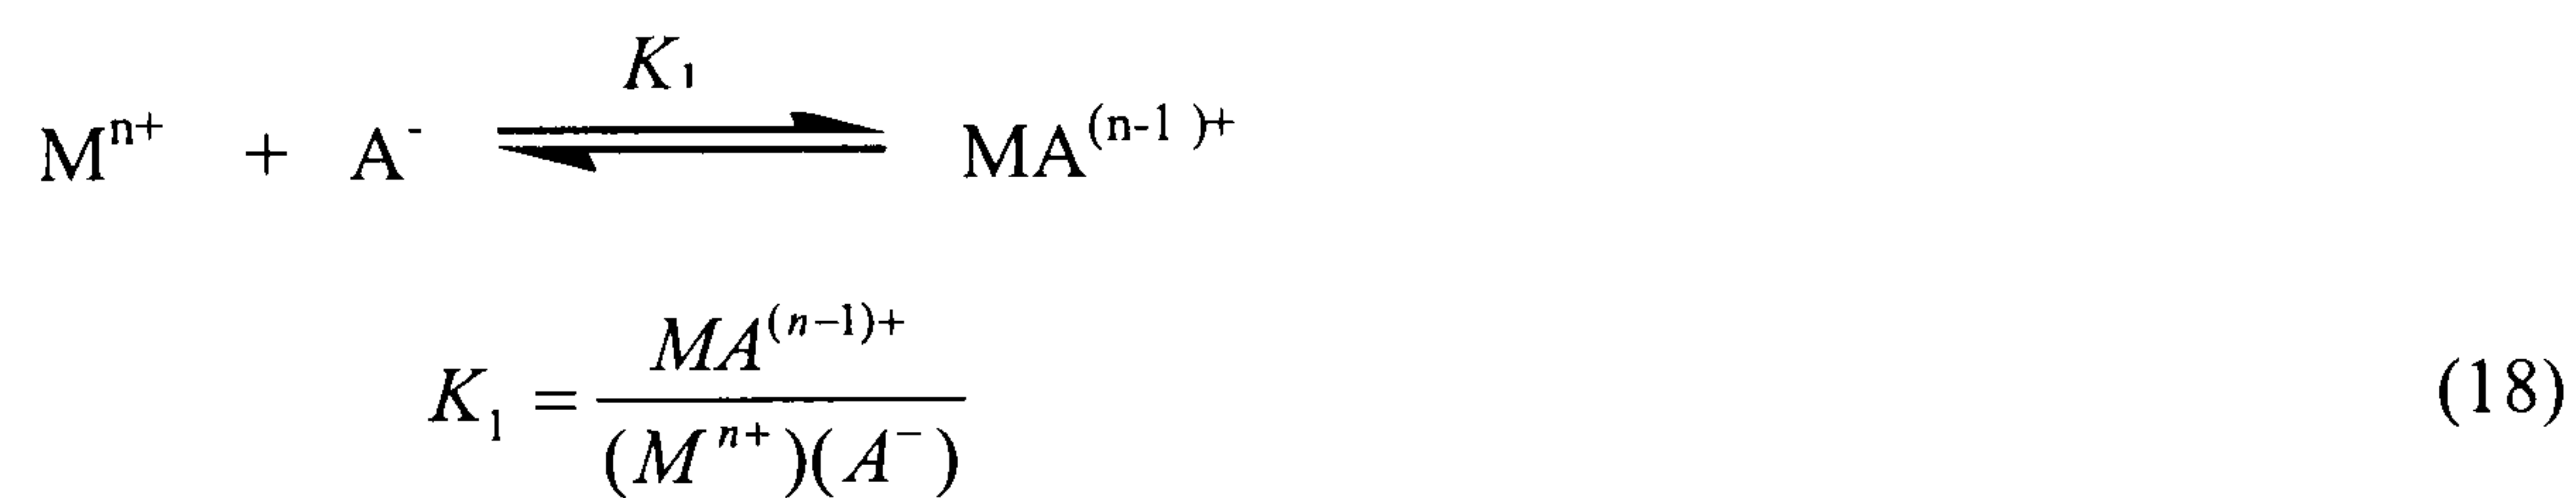 K₁
Mⁿ⁺ + A⁻ ⇌ MA⁽ⁿ⁻¹⁾⁺
K₁ = MA⁽ⁿ⁻¹⁾⁺ / (Mⁿ⁺)(A⁻) (18)